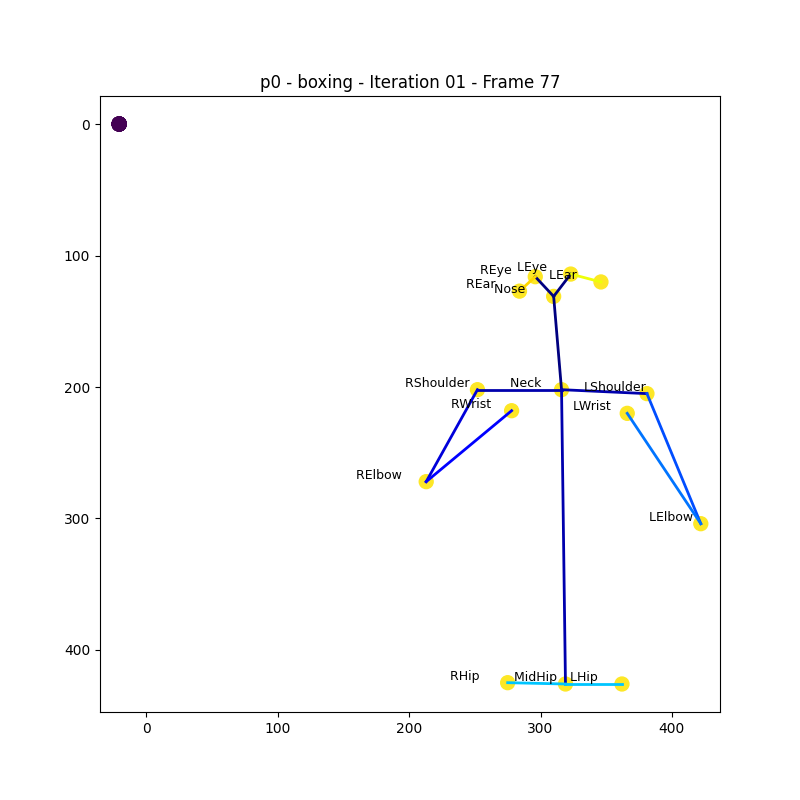 p0 - boxing - Iteration 01 - Frame 77
0
100
REye LEye LEar
REar Nose
200
RShoulder Neck LShoulder
RWrist LWrist
RElbow
300
LElbow
400
RHip MidHip LHip
0 100 200 300 400